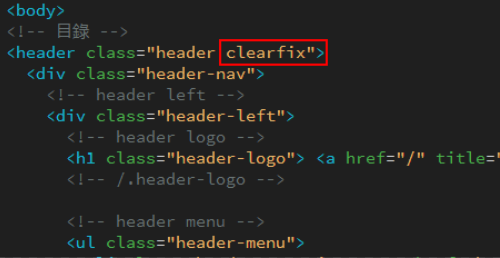 <body>
<!-- 目錄 -->
<header class="header clearfix">
<div class="header-nav">
<!-- header left -->
<div class="header-left">
<!-- header logo -->
<h1 class="header-logo"> <a href="/" title="
<!-- /.header-logo -->
<!-- header menu -->
<ul class="header-menu">